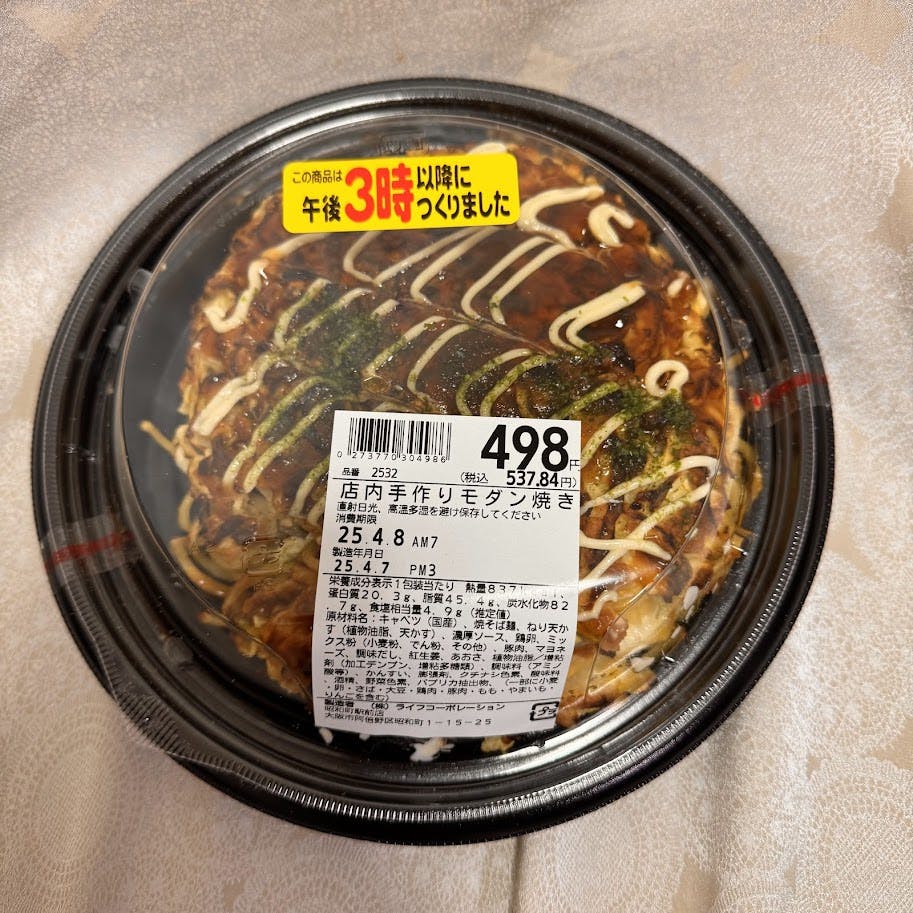 この商品は
午後3時以降に
つくりました
0 273770 304986
498円
品番 2532
(税込 537.84円)
店内手作りモダン焼き
直射日光、高温多湿を避け保存してください
消費期限
25.4.8 AM7
製造年月日
25.4.7 PM3
栄養成分表示1包装当たり 熱量837
蛋白質20.3g、脂質45.4g、炭水化物82
.7g、食塩相当量4.9g（推定値）
原材料名：キャベツ（国産）、焼そば麺、ねり天か
す（植物油脂、天かす）、濃厚ソース、鶏卵、ミッ
クス粉（小麦粉、でん粉、その他）、豚肉、マヨネ
ーズ、調味だし、紅生姜、あおさ、植物油脂／増粘
剤（加工デンプン、増粘多糖類）、調味料（アミノ
酸等）、かんすい、膨張剤、クチナシ色素、酸味料
、酒精、野菜色素、パプリカ抽出物、（一部に小麦
・卵・さば・大豆・鶏肉・豚肉・もも・やまいも・
りんごを含む）
製造者 （株）ライフコーポレーション
昭和町駅前店
大阪市阿倍野区昭和町1-15-25
プラ